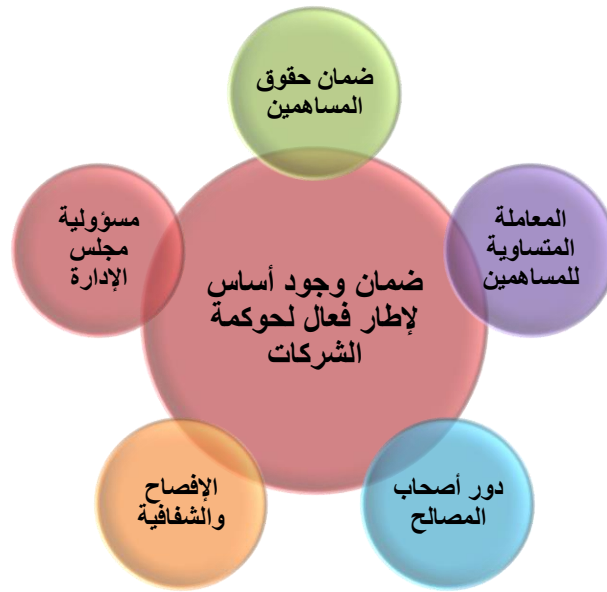 ضمان حقوق
المساهمين
المعاملة
المتساوية
للمساهمين
مسؤولية
مجلس
الإدارة
ضمان وجود أساس
لإطار فعال لحوكمة
الشركات
دور أصحاب
المصالح
الإفصاح
والشفافية